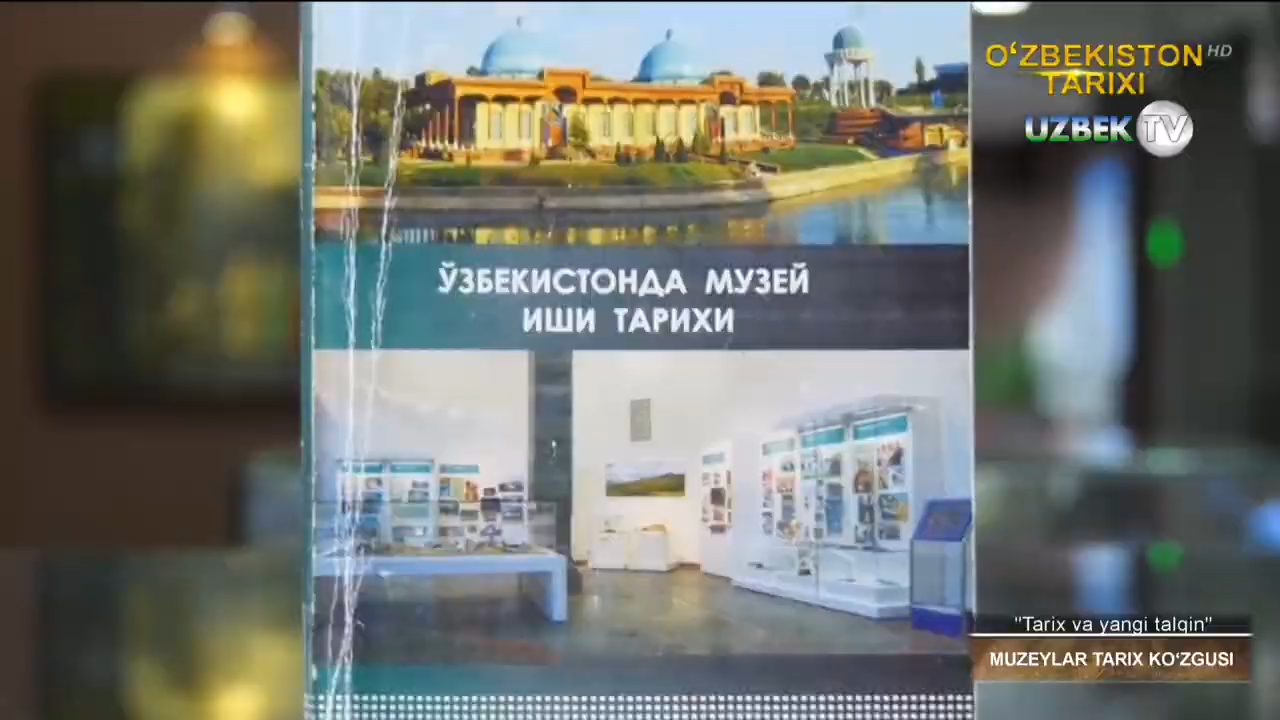 O‘ZBEKISTON HD
TARIXI
UZBEK TV
ЎЗБЕКИСТОНДА МУЗЕЙ
ИШИ ТАРИХИ
"Tarix va yangi talqin"
MUZEYLAR TARIX KO‘ZGUSI